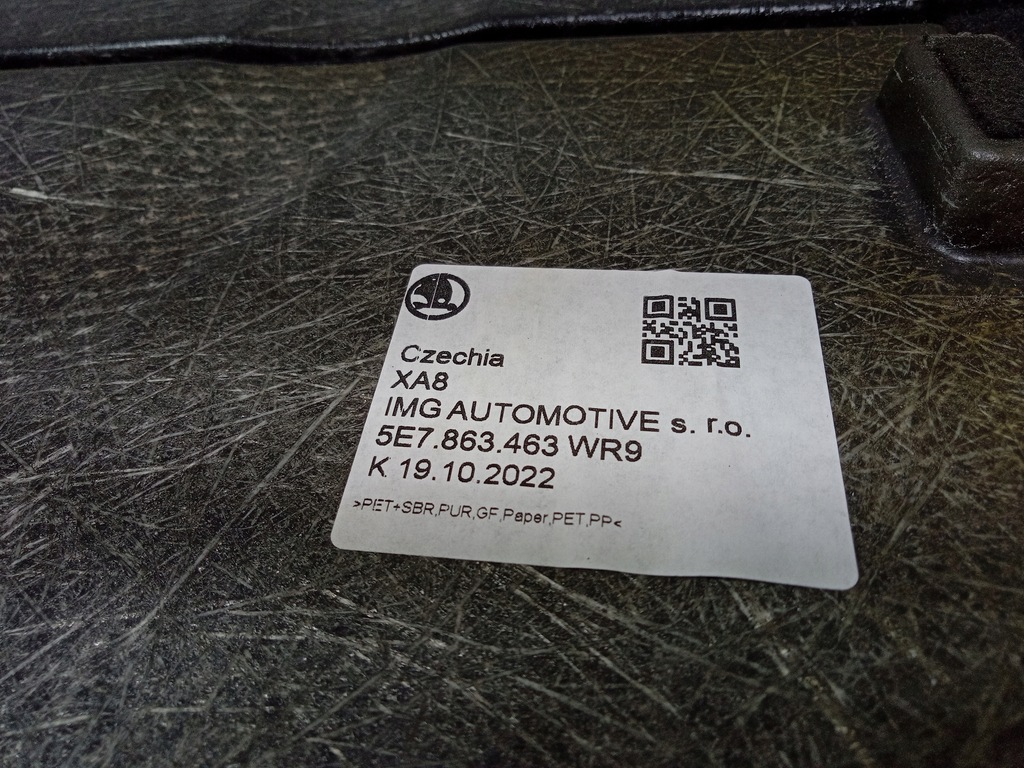 Czechia
XA8
IMG AUTOMOTIVE s. r.o.
5E7.863.463 WR9
K 19.10.2022
>PET+SBR,PUR,GF,Paper,PET,PP<